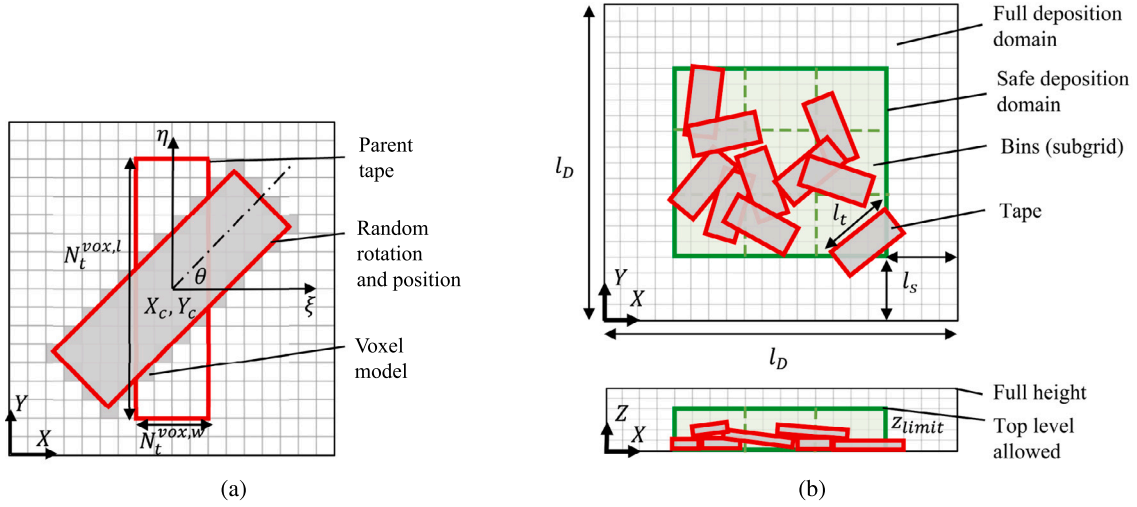 (b)
Full deposition
domain
Safe deposition
domain
Bins (subgrid)
Tape
l_D
l_t
l_s
Y
X
l_D
Full height
Top level
allowed
Z
X
z_limit
η
Parent
tape
N_t^{vox,l}
Random
rotation
and position
θ
X_c, Y_c
ξ
Voxel
model
Y
X
N_t^{vox,w}
(a)